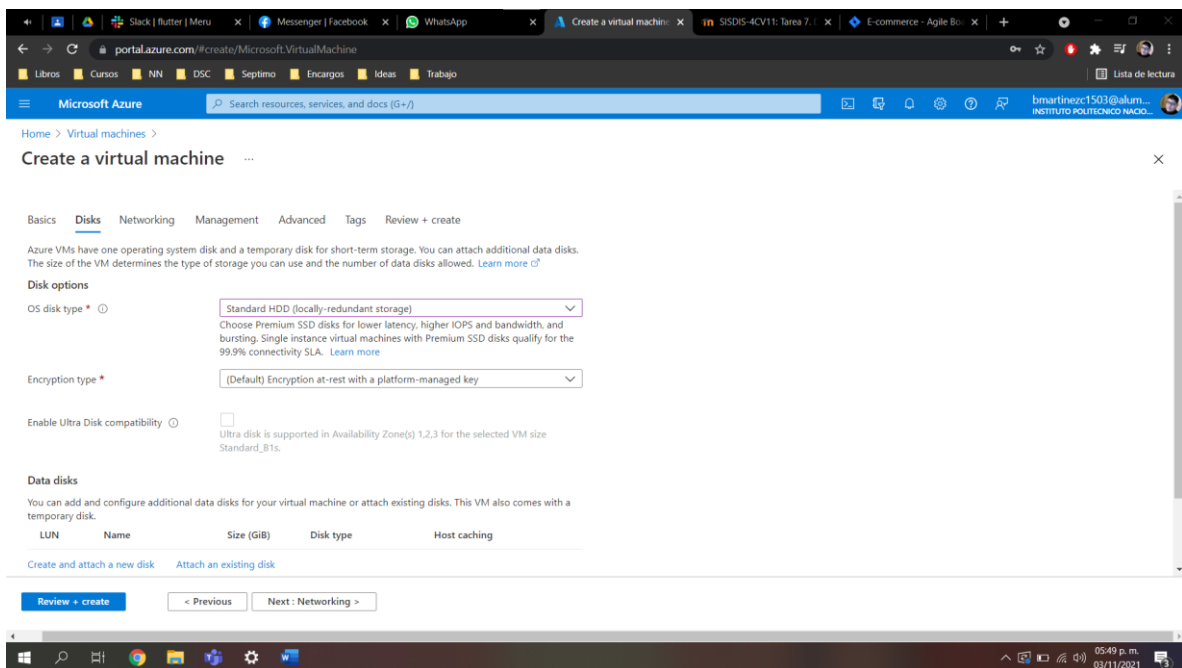 Slack | flutter | Meru
Messenger | Facebook
WhatsApp
Create a virtual machine
SISDIS-4CV11: Tarea 7. (
E-commerce - Agile Bo
portal.azure.com/#create/Microsoft.VirtualMachine
Libros Cursos NN DSC Septimo Encargos Ideas Trabajo Lista de lectura
Microsoft Azure
Search resources, services, and docs (G+/)
bmartinezc1503@alum...
INSTITUTO POLITECNICO NACIO...
Home > Virtual machines >
Create a virtual machine ...
Basics Disks Networking Management Advanced Tags Review + create
Azure VMs have one operating system disk and a temporary disk for short-term storage. You can attach additional data disks.
The size of the VM determines the type of storage you can use and the number of data disks allowed. Learn more
Disk options
OS disk type *
Standard HDD (locally-redundant storage)
Choose Premium SSD disks for lower latency, higher IOPS and bandwidth, and
bursting. Single instance virtual machines with Premium SSD disks qualify for the
99.9% connectivity SLA. Learn more
Encryption type *
(Default) Encryption at-rest with a platform-managed key
Enable Ultra Disk compatibility
Ultra disk is supported in Availability Zone(s) 1,2,3 for the selected VM size
Standard_B1s.
Data disks
You can add and configure additional data disks for your virtual machine or attach existing disks. This VM also comes with a
temporary disk.
LUN Name Size (GiB) Disk type Host caching
Create and attach a new disk Attach an existing disk
Review + create < Previous Next : Networking >
05:49 p. m.
03/11/2021